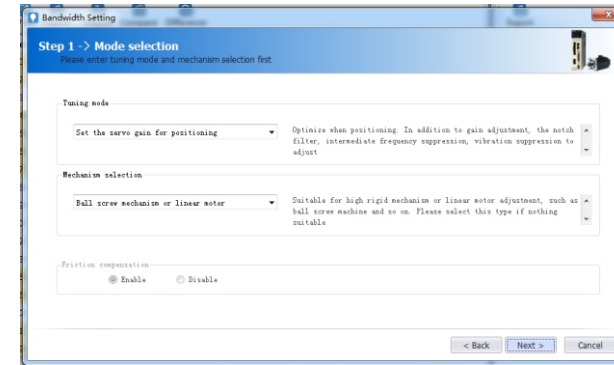 Compare Difference
Export
Bandwidth Setting
Step 1 -> Mode selection
Please enter tuning mode and mechanism selection first
Tuning mode
Set the servo gain for positioning
Optimize when positioning. In addition to gain adjustment, the notch
filter, intermediate frequency suppression, vibration suppression to
adjust
Mechanism selection
Ball screw mechanism or linear motor
Suitable for high rigid mechanism or linear motor adjustment, such as
ball screw machine and so on. Please select this type if nothing
suitable
Friction compensation
Enable
Disable
< Back
Next >
Cancel